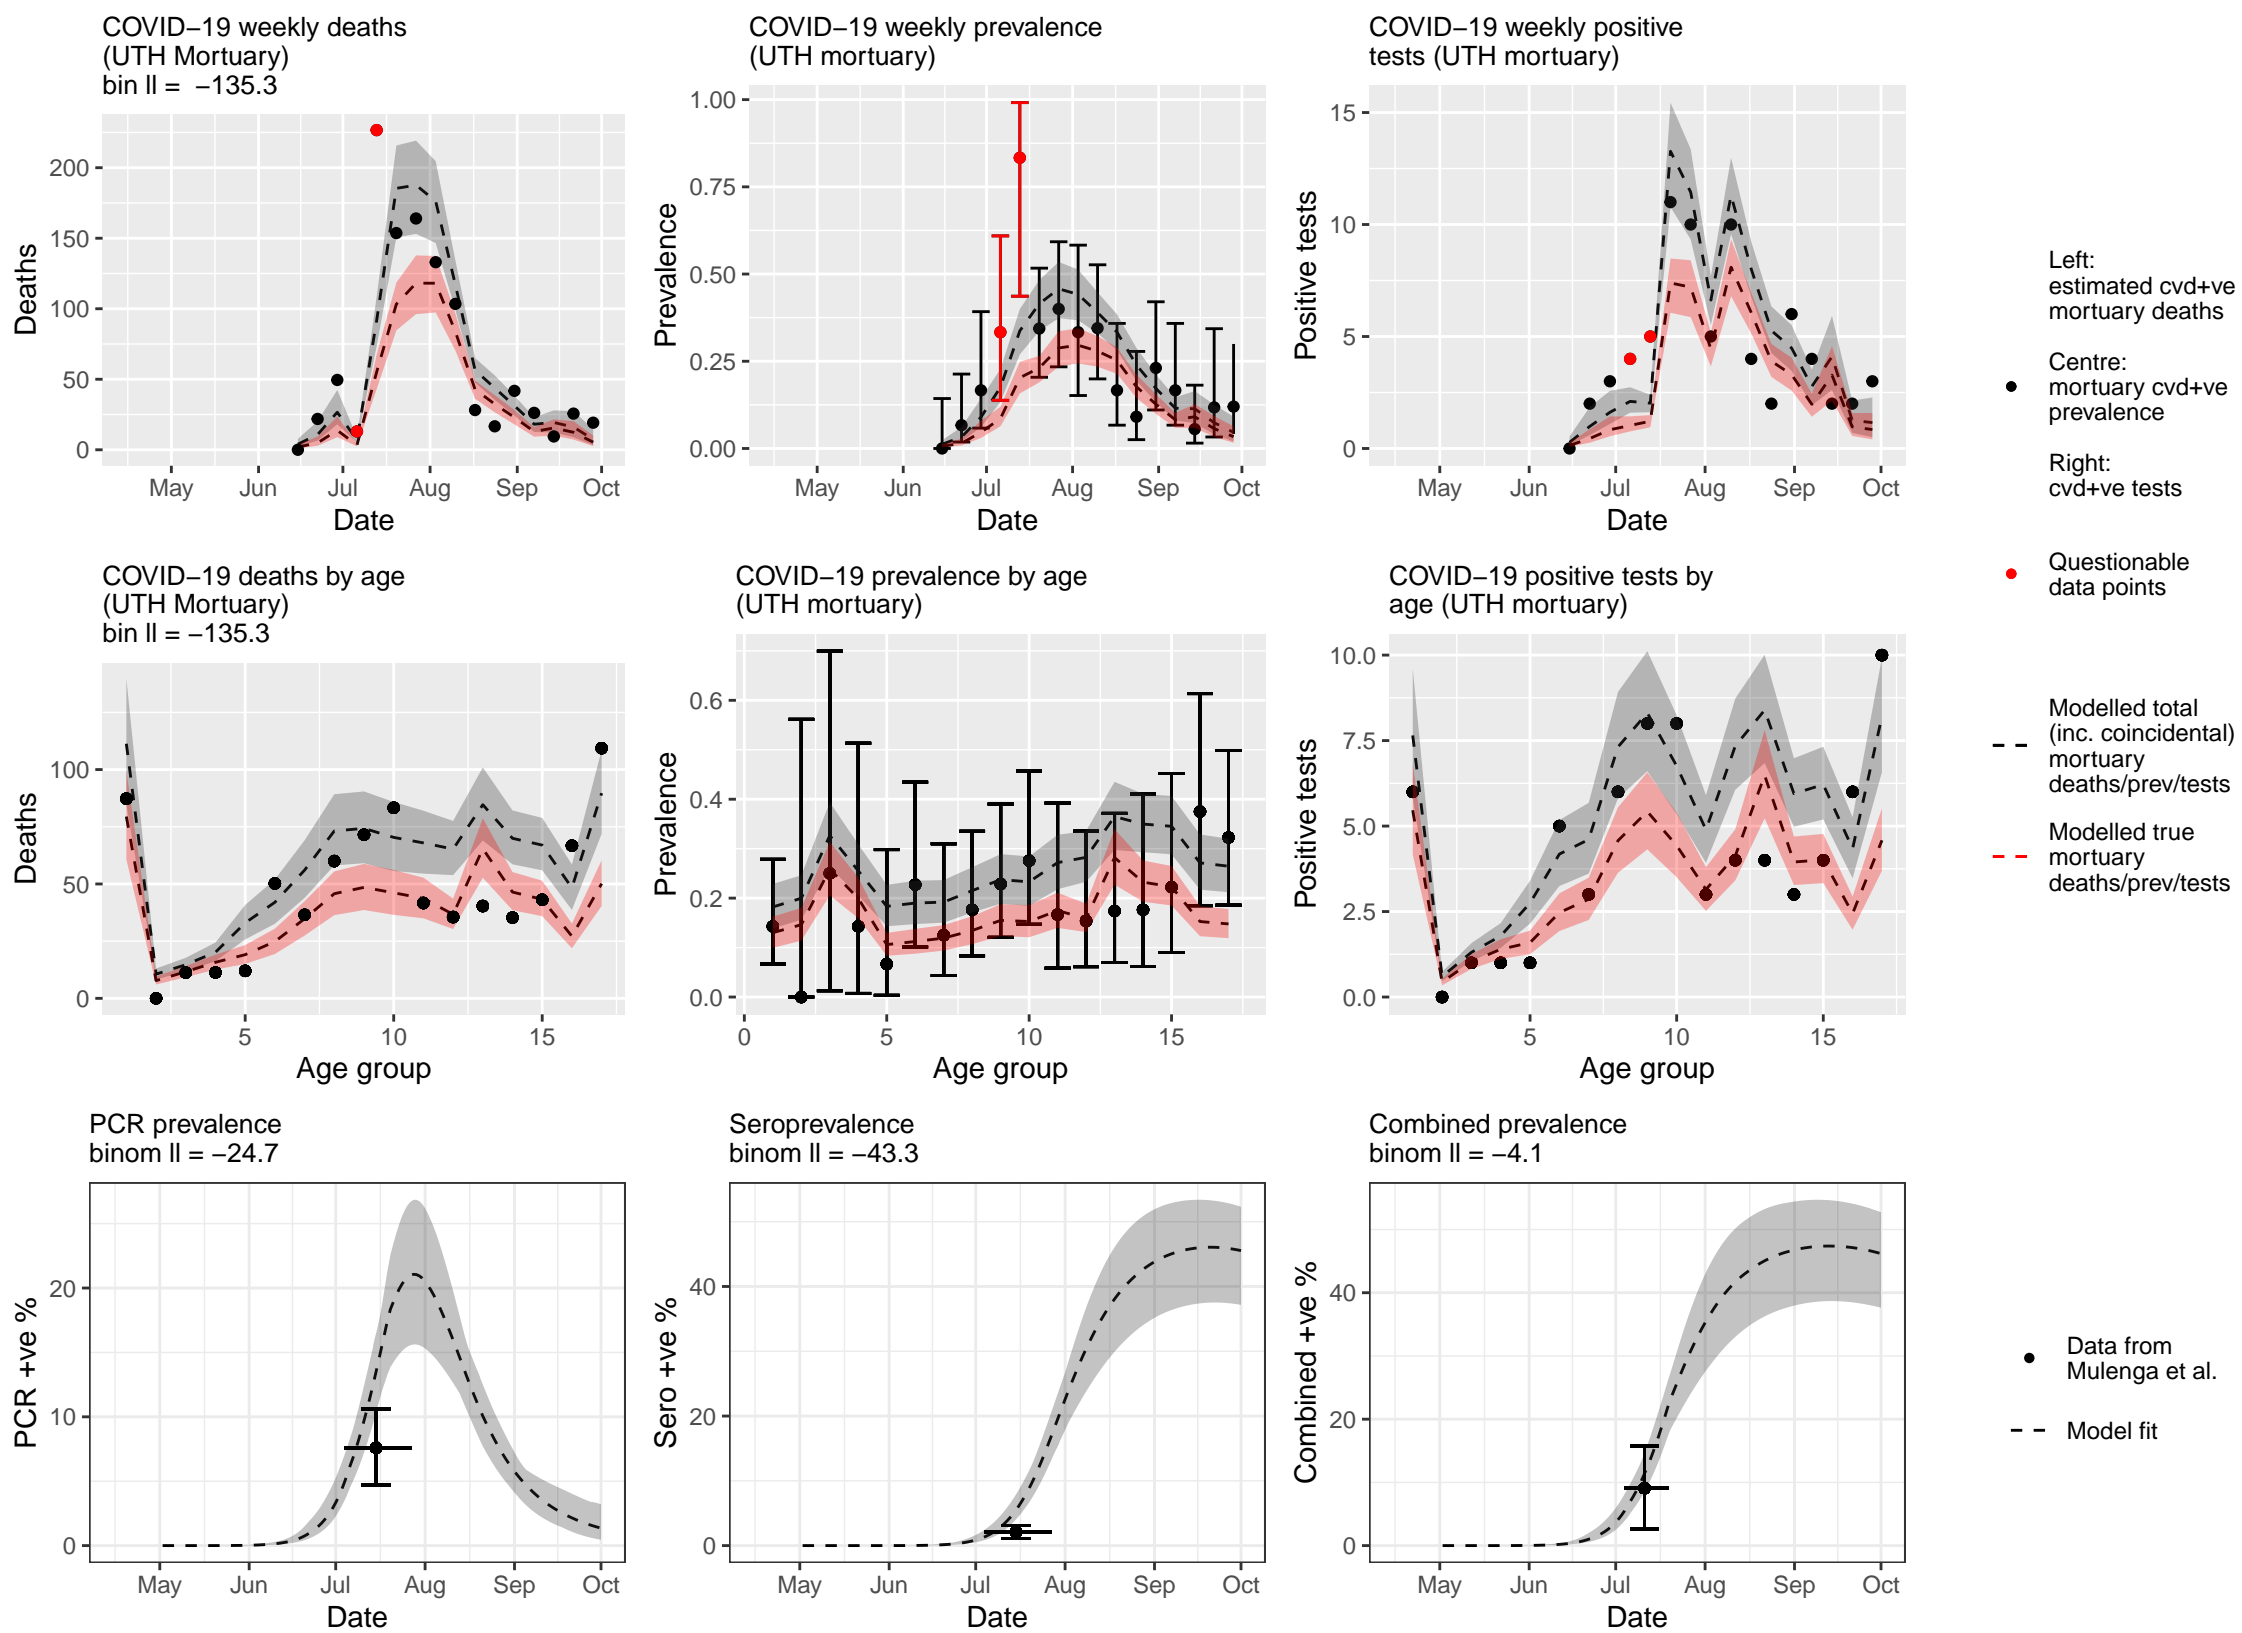 COVID−19 weekly deaths
(UTH Mortuary)
bin ll =  −135.3
Deaths
200
150
100
50
0
May Jun Jul Aug Sep Oct
Date
COVID−19 weekly prevalence
(UTH mortuary)
Prevalence
1.00
0.75
0.50
0.25
0.00
May Jun Jul Aug Sep Oct
Date
COVID−19 weekly positive
tests (UTH mortuary)
Positive tests
15
10
5
0
May Jun Jul Aug Sep Oct
Date
Left:
estimated cvd+ve
mortuary deaths
Centre:
mortuary cvd+ve
prevalence
Right:
cvd+ve tests
Questionable
data points
COVID−19 deaths by age
(UTH Mortuary)
bin ll = −135.3
Deaths
100
50
0
5 10 15
Age group
COVID−19 prevalence by age
(UTH mortuary)
Prevalence
0.6
0.4
0.2
0.0
0 5 10 15
Age group
COVID−19 positive tests by
age (UTH mortuary)
Positive tests
10.0
7.5
5.0
2.5
0.0
5 10 15
Age group
Modelled total
(inc. coincidental)
mortuary
deaths/prev/tests
Modelled true
mortuary
deaths/prev/tests
PCR prevalence
binom ll = −24.7
PCR +ve %
20
10
0
May Jun Jul Aug Sep Oct
Date
Seroprevalence
binom ll = −43.3
Sero +ve %
40
20
0
May Jun Jul Aug Sep Oct
Date
Combined prevalence
binom ll = −4.1
Combined +ve %
40
20
0
May Jun Jul Aug Sep Oct
Date
Data from
Mulenga et al.
Model fit